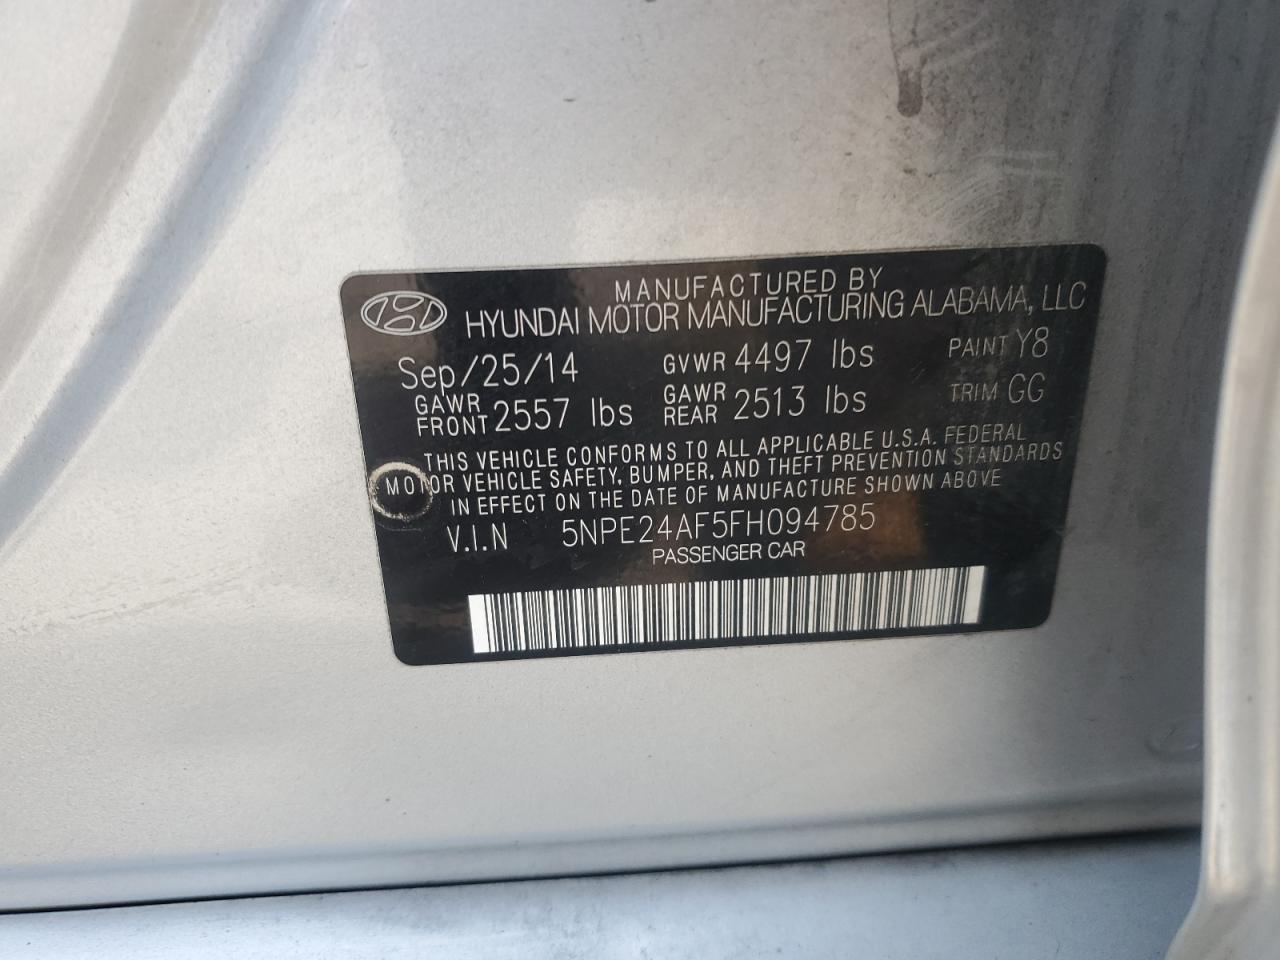 MANUFACTURED BY
HYUNDAI MOTOR MANUFACTURING ALABAMA, LLC
Sep/25/14 GVWR 4497 lbs PAINT Y8
GAWR FRONT 2557 lbs GAWR REAR 2513 lbs TRIM GG
THIS VEHICLE CONFORMS TO ALL APPLICABLE U.S.A. FEDERAL
MOTOR VEHICLE SAFETY, BUMPER, AND THEFT PREVENTION STANDARDS
IN EFFECT ON THE DATE OF MANUFACTURE SHOWN ABOVE
V.I.N 5NPE24AF5FH094785
PASSENGER CAR